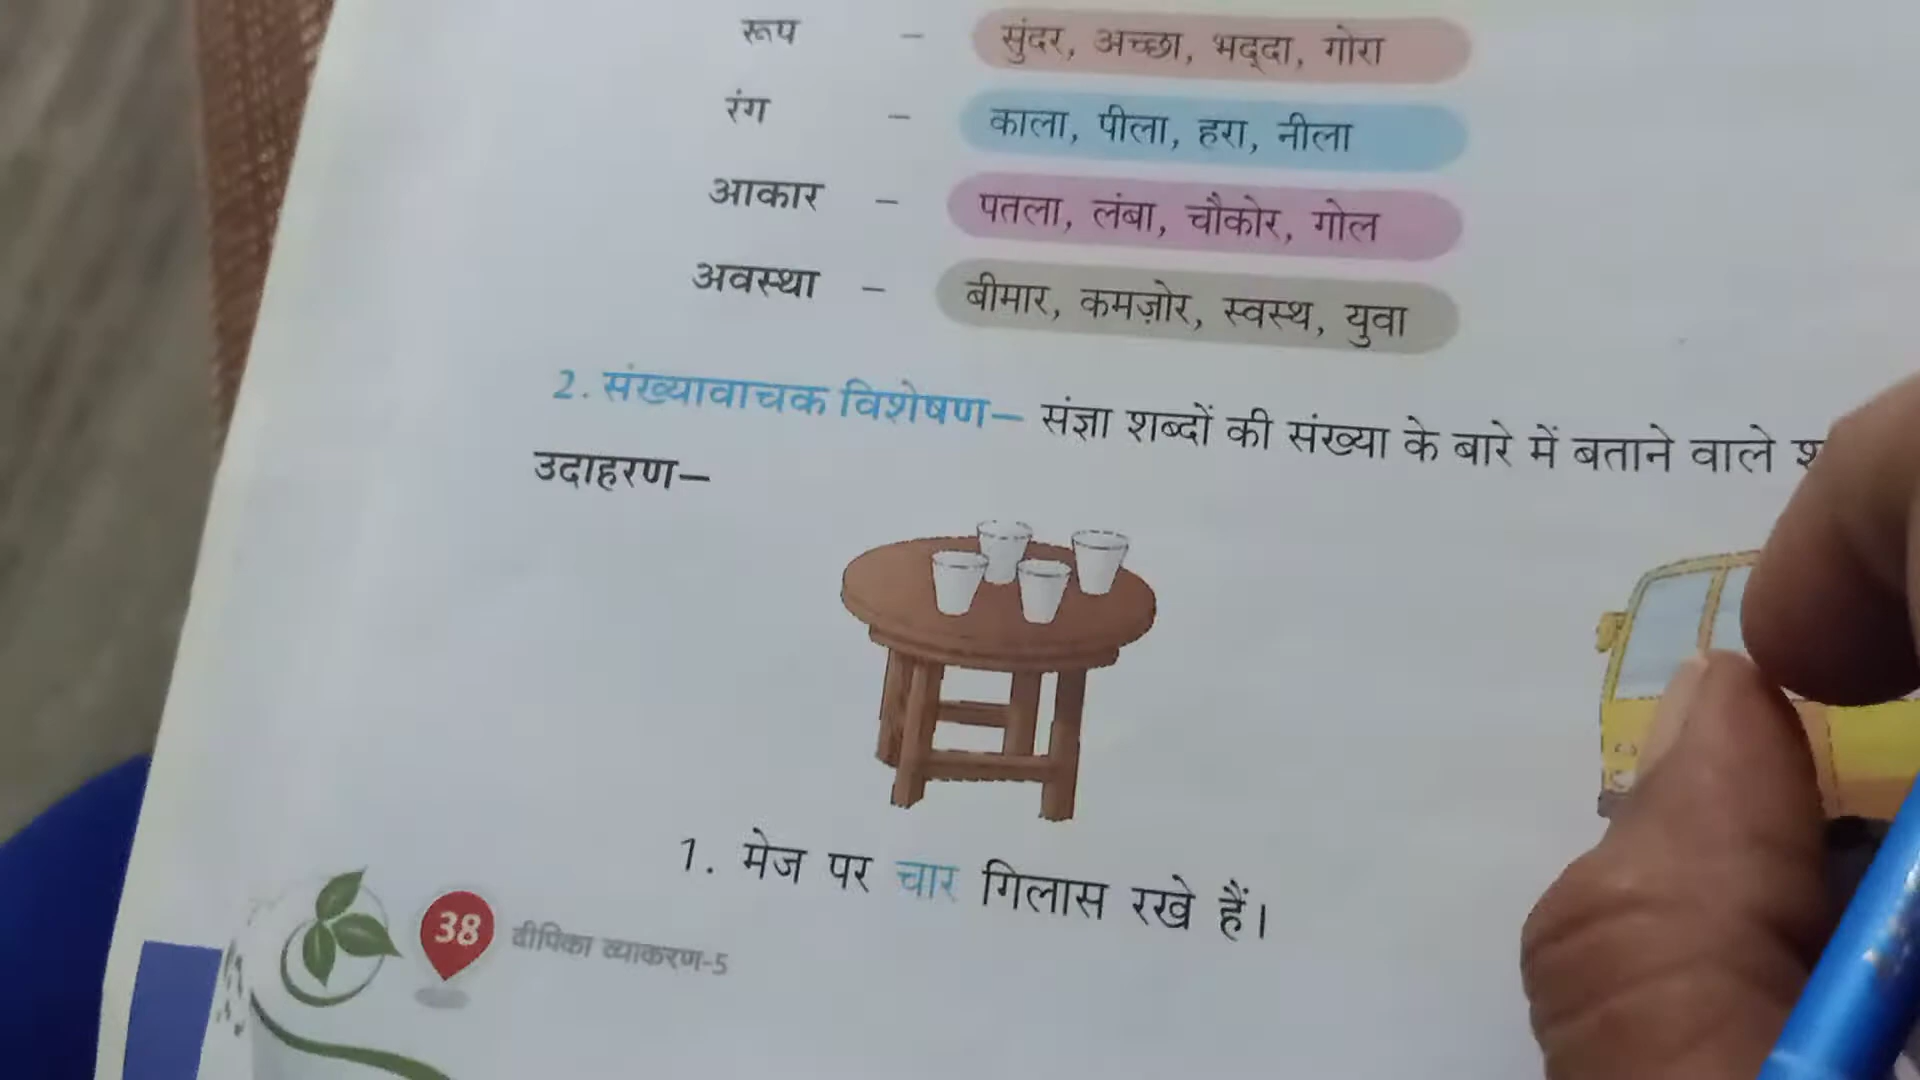 रूप – सुंदर, अच्छा, भद्दा, गोरा
रंग – काला, पीला, हरा, नीला
आकार – पतला, लंबा, चौकोर, गोल
अवस्था – बीमार, कमज़ोर, स्वस्थ, युवा
2. संख्यावाचक विशेषण– संज्ञा शब्दों की संख्या के बारे में बताने वाले
उदाहरण–
1. मेज पर चार गिलास रखे हैं।
38 दीपिका व्याकरण-5